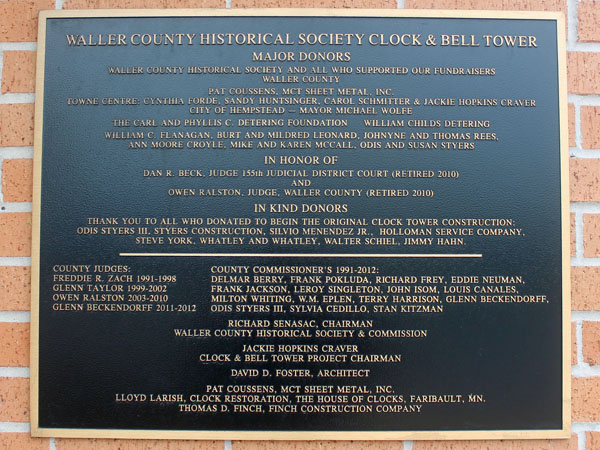 WALLER COUNTY HISTORICAL SOCIETY CLOCK & BELL TOWER
MAJOR DONORS
WALLER COUNTY HISTORICAL SOCIETY AND ALL WHO SUPPORTED OUR FUNDRAISERS
WALLER COUNTY
PAT COUSSENS, MCT SHEET METAL, INC.
TOWNE CENTRE: CYNTHIA FORDE, SANDY HUNTSINGER, CAROL SCHMITTER & JACKIE HOPKINS CRAVER
CITY OF HEMPSTEAD — MAYOR MICHAEL WOLFE
THE CARL AND PHYLLIS C. DETERING FOUNDATION WILLIAM CHILDS DETERING
WILLIAM C. FLANAGAN, BURT AND MILDRED LEONARD, JOHNYNE AND THOMAS REES,
ANN MOORE CROYLE, MIKE AND KAREN MCCALL, ODIS AND SUSAN STYERS
IN HONOR OF
DAN R. BECK, JUDGE 155th JUDICIAL DISTRICT COURT (RETIRED 2010)
AND
OWEN RALSTON, JUDGE, WALLER COUNTY (RETIRED 2010)
IN KIND DONORS
THANK YOU TO ALL WHO DONATED TO BEGIN THE ORIGINAL CLOCK TOWER CONSTRUCTION:
ODIS STYERS III, STYERS CONSTRUCTION, SILVIO MENENDEZ JR., HOLLOMAN SERVICE COMPANY,
STEVE YORK, WHATLEY AND WHATLEY, WALTER SCHIEL, JIMMY HAHN.
COUNTY JUDGES:
FREDDIE R. ZACH 1991-1998
GLENN TAYLOR 1999-2002
OWEN RALSTON 2003-2010
GLENN BECKENDORFF 2011-2012
COUNTY COMMISSIONER'S 1991-2012:
DELMAR BERRY, FRANK POKLUDA, RICHARD FREY, EDDIE NEUMAN,
FRANK JACKSON, LEROY SINGLETON, JOHN ISOM, LOUIS CANALES,
MILTON WHITING, W.M. EPLEN, TERRY HARRISON, GLENN BECKENDORFF,
ODIS STYERS III, SYLVIA CEDILLO, STAN KITZMAN
RICHARD SENASAC, CHAIRMAN
WALLER COUNTY HISTORICAL SOCIETY & COMMISSION
JACKIE HOPKINS CRAVER
CLOCK & BELL TOWER PROJECT CHAIRMAN
DAVID D. FOSTER, ARCHITECT
PAT COUSSENS, MCT SHEET METAL, INC.
LLOYD LARISH, CLOCK RESTORATION, THE HOUSE OF CLOCKS, FARIBAULT, MN.
THOMAS D. FINCH, FINCH CONSTRUCTION COMPANY